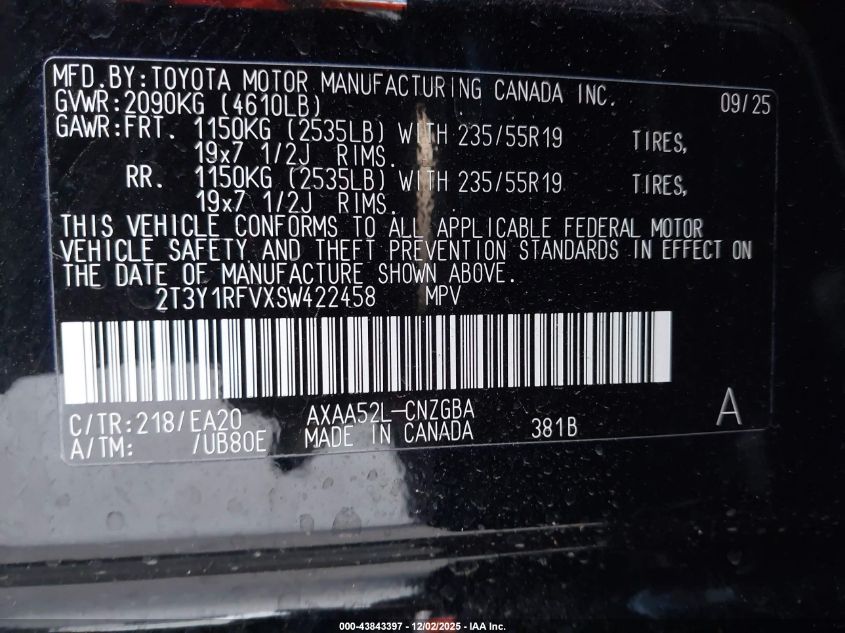 MFD.BY:TOYOTA MOTOR MANUFACTURING CANADA INC. 09/25
GVWR:2090KG (4610LB)
GAWR:FRT. 1150KG (2535LB) WITH 235/55R19 TIRES,
19x7 1/2J RIMS.
RR. 1150KG (2535LB) WITH 235/55R19 TIRES,
19x7 1/2J RIMS.
THIS VEHICLE CONFORMS TO ALL APPLICABLE FEDERAL MOTOR
VEHICLE SAFETY AND THEFT PREVENTION STANDARDS IN EFFECT ON
THE DATE OF MANUFACTURE SHOWN ABOVE.
2T3Y1RFVXSW422458 MPV
C/TR:218/EA20 AXAA52L-CNZGBA A
A/TM: /UB80E MADE IN CANADA 381B
000-43843397 - 12/02/2025 - IAA Inc.